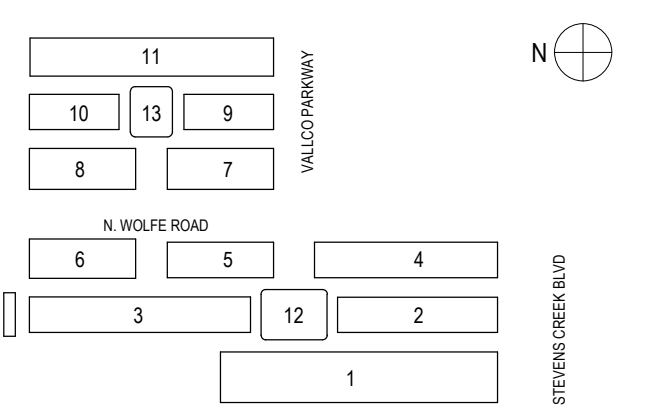 11
N
10 13 9
VALLCO PARKWAY
8 7
N. WOLFE ROAD
6 5 4
3 12 2
STEVENS CREEK BLVD
1